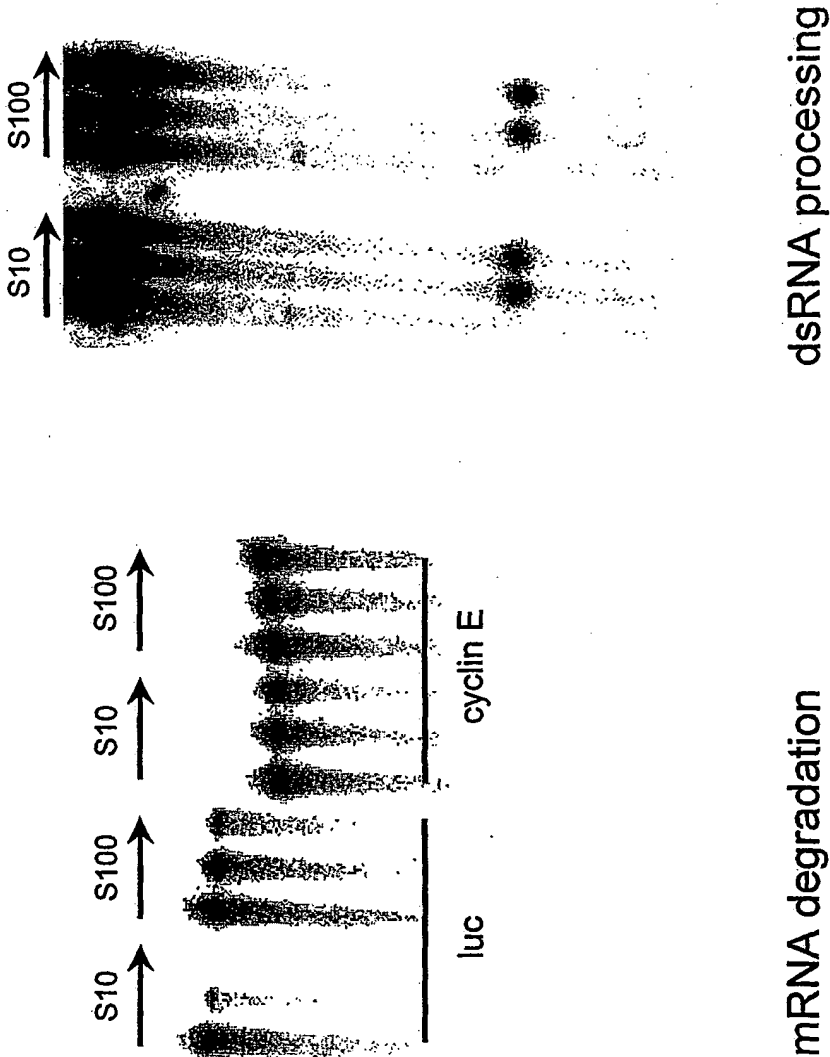 S10
S100
S10
S100
S10
S100
luc
cyclin E
mRNA degradation
dsRNA processing